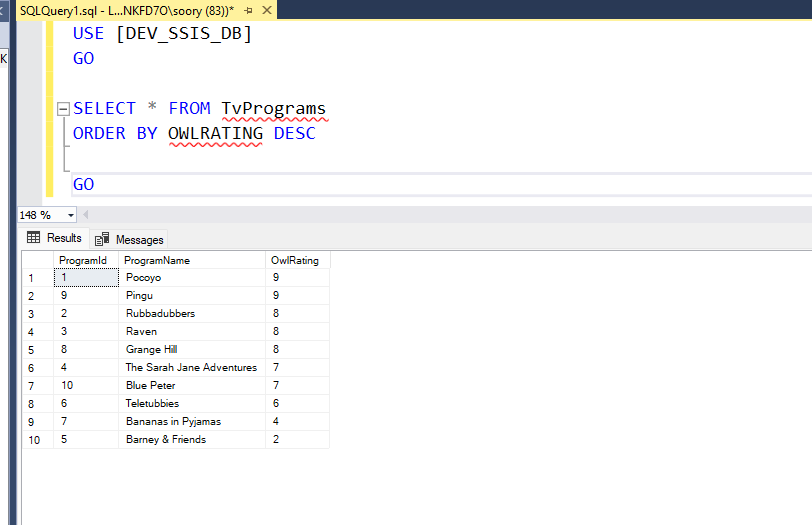 SQLQuery1.sql - L...NKFD7O\soory (83))*
USE [DEV_SSIS_DB]
GO
K
SELECT * FROM TvPrograms
ORDER BY OWLRATING DESC
GO
148 %
Results Messages
ProgramId ProgramName OwlRating
1 1 Pocoyo 9
2 9 Pingu 9
3 2 Rubbadubbers 8
4 3 Raven 8
5 8 Grange Hill 8
6 4 The Sarah Jane Adventures 7
7 10 Blue Peter 7
8 6 Teletubbies 6
9 7 Bananas in Pyjamas 4
10 5 Barney & Friends 2